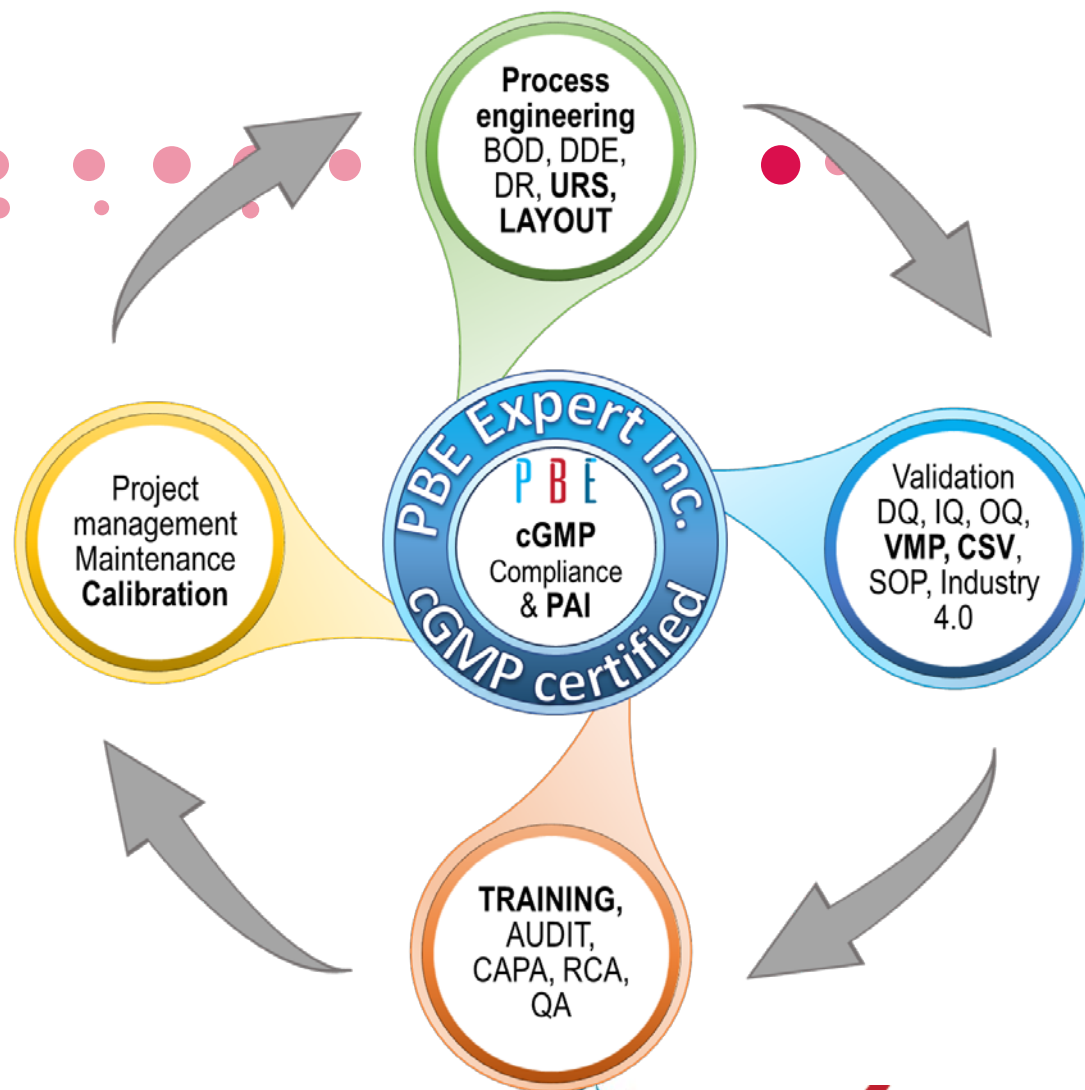 Process
engineering
BOD, DDE,
DR, URS,
LAYOUT
PBE Expert Inc.
PBE
cGMP
Compliance
& PAI
cGMP certified
Project
management
Maintenance
Calibration
Validation
DQ, IQ, OQ,
VMP, CSV,
SOP, Industry
4.0
TRAINING,
AUDIT,
CAPA, RCA,
QA